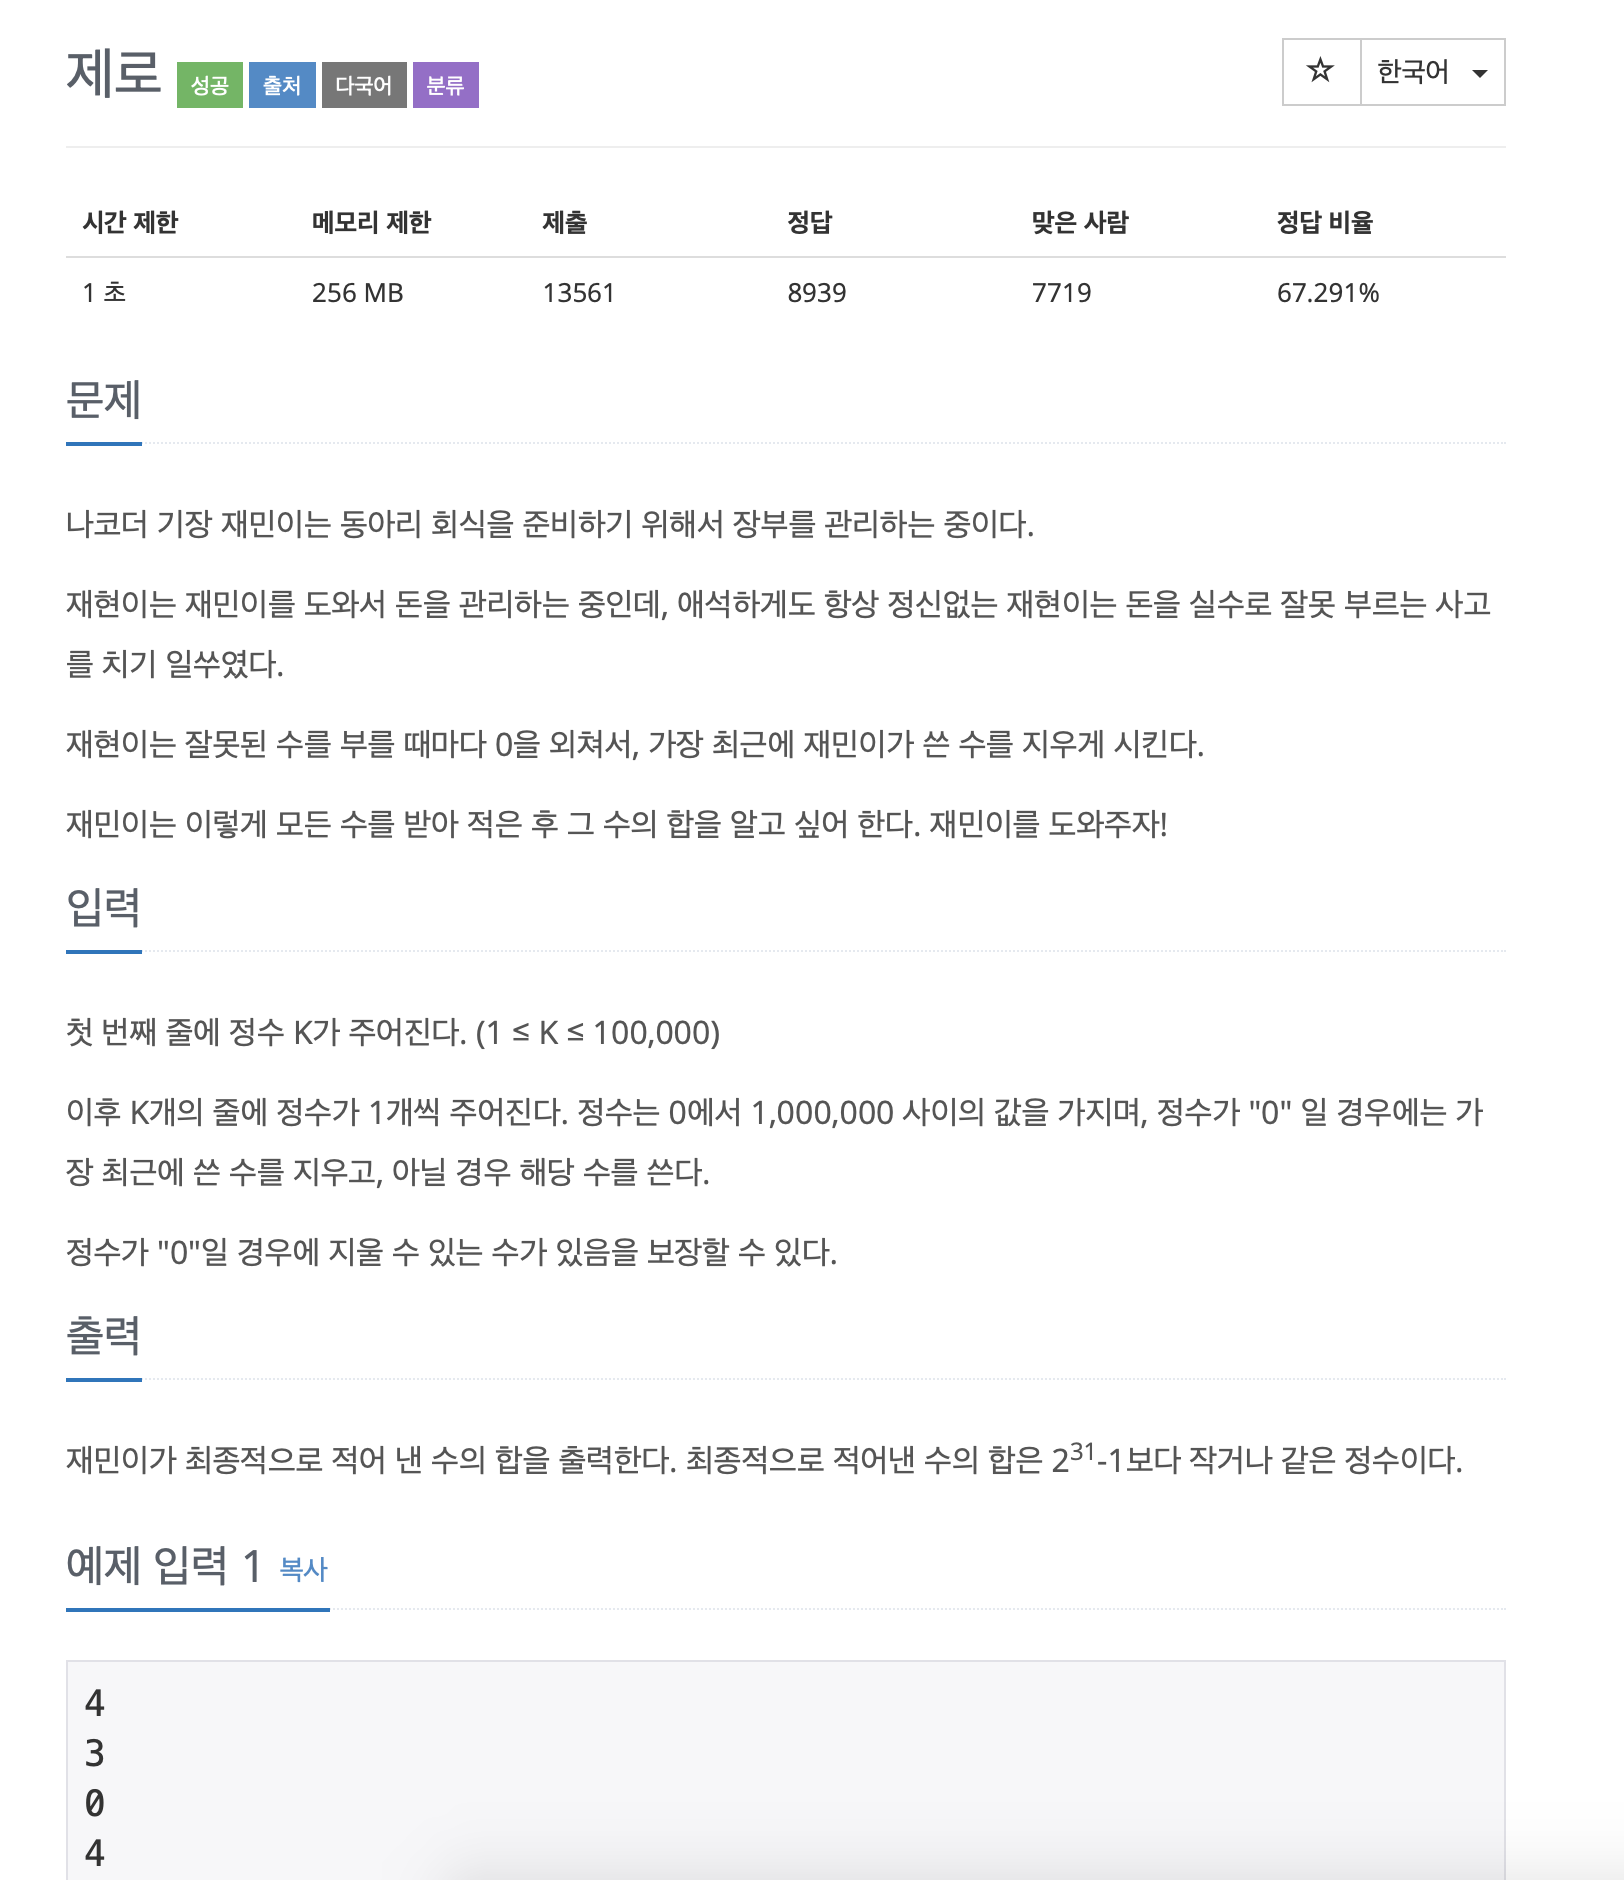 제로 성공 출처 다국어 분류 ☆ 한국어
시간 제한 메모리 제한 제출 정답 맞은 사람 정답 비율
1 초 256 MB 13561 8939 7719 67.291%
문제
나코더 기장 재민이는 동아리 회식을 준비하기 위해서 장부를 관리하는 중이다.
재현이는 재민이를 도와서 돈을 관리하는 중인데, 애석하게도 항상 정신없는 재현이는 돈을 실수로 잘못 부르는 사고
를 치기 일쑤였다.
재현이는 잘못된 수를 부를 때마다 0을 외쳐서, 가장 최근에 재민이가 쓴 수를 지우게 시킨다.
재민이는 이렇게 모든 수를 받아 적은 후 그 수의 합을 알고 싶어 한다. 재민이를 도와주자!
입력
첫 번째 줄에 정수 K가 주어진다. (1 ≤ K ≤ 100,000)
이후 K개의 줄에 정수가 1개씩 주어진다. 정수는 0에서 1,000,000 사이의 값을 가지며, 정수가 "0" 일 경우에는 가
장 최근에 쓴 수를 지우고, 아닐 경우 해당 수를 쓴다.
정수가 "0"일 경우에 지울 수 있는 수가 있음을 보장할 수 있다.
출력
재민이가 최종적으로 적어 낸 수의 합을 출력한다. 최종적으로 적어낸 수의 합은 2³¹-1보다 작거나 같은 정수이다.
예제 입력 1 복사
4
3
0
4